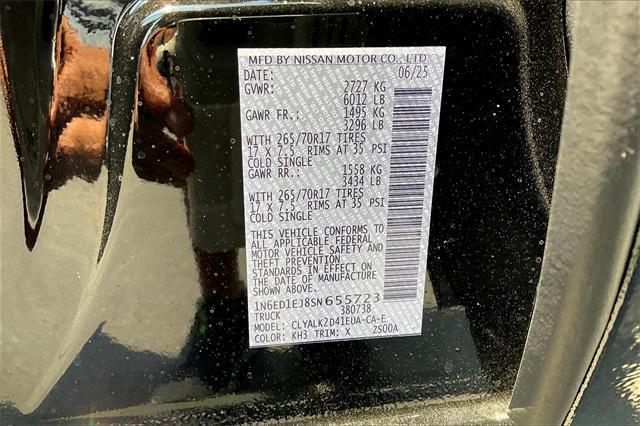 MFD BY NISSAN MOTOR CO., LTD
DATE: 06/25
GVWR: 2727 KG
6012 LB
GAWR FR.: 1495 KG
3296 LB
WITH 265/70R17 TIRES
17 X 7.5 RIMS AT 35 PSI
COLD SINGLE
GAWR RR.: 1558 KG
3434 LB
WITH 265/70R17 TIRES
17 X 7.5 RIMS AT 35 PSI
COLD SINGLE
THIS VEHICLE CONFORMS TO
ALL APPLICABLE FEDERAL
MOTOR VEHICLE SAFETY AND
THEFT PREVENTION
STANDARDS IN EFFECT ON
THE DATE OF MANUFACTURE
SHOWN ABOVE.
1N6ED1EJ8SN655723
TRUCK 380738
MODEL: CLYALK2D41EUA-CA-E
COLOR: KH3 TRIM: X 2S00A